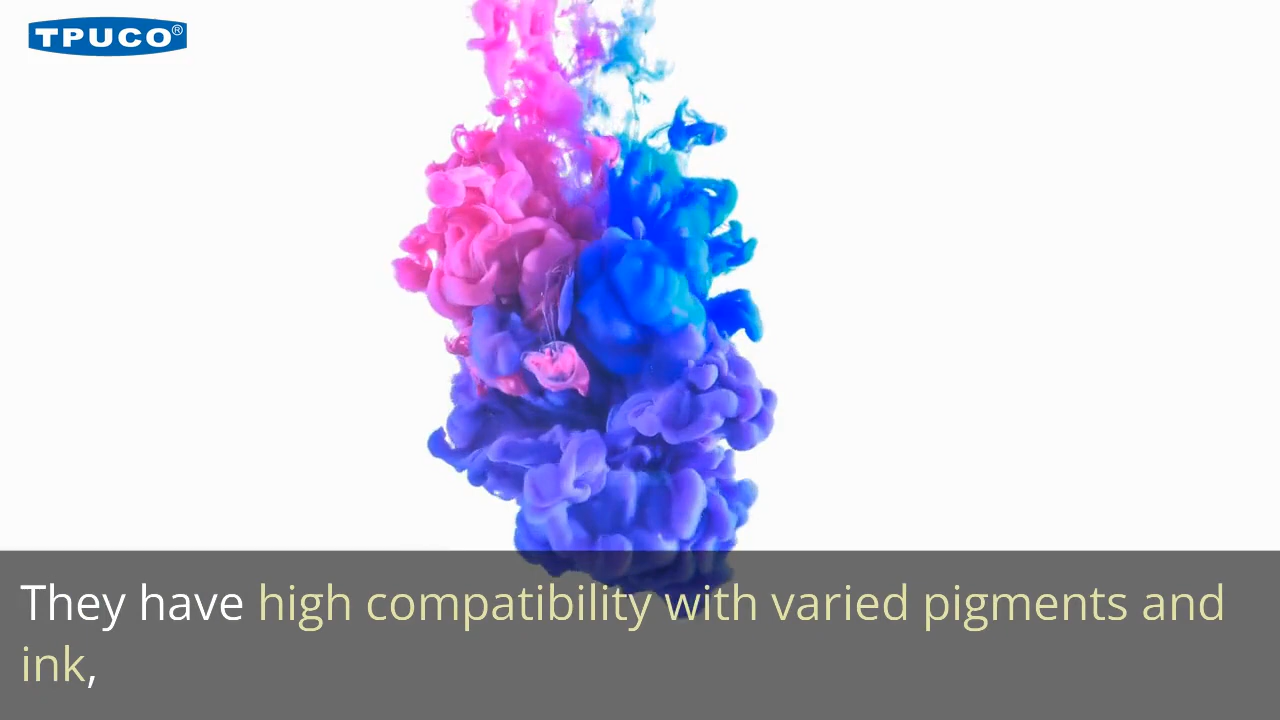 TPUCO®
They have high compatibility with varied pigments and
ink,